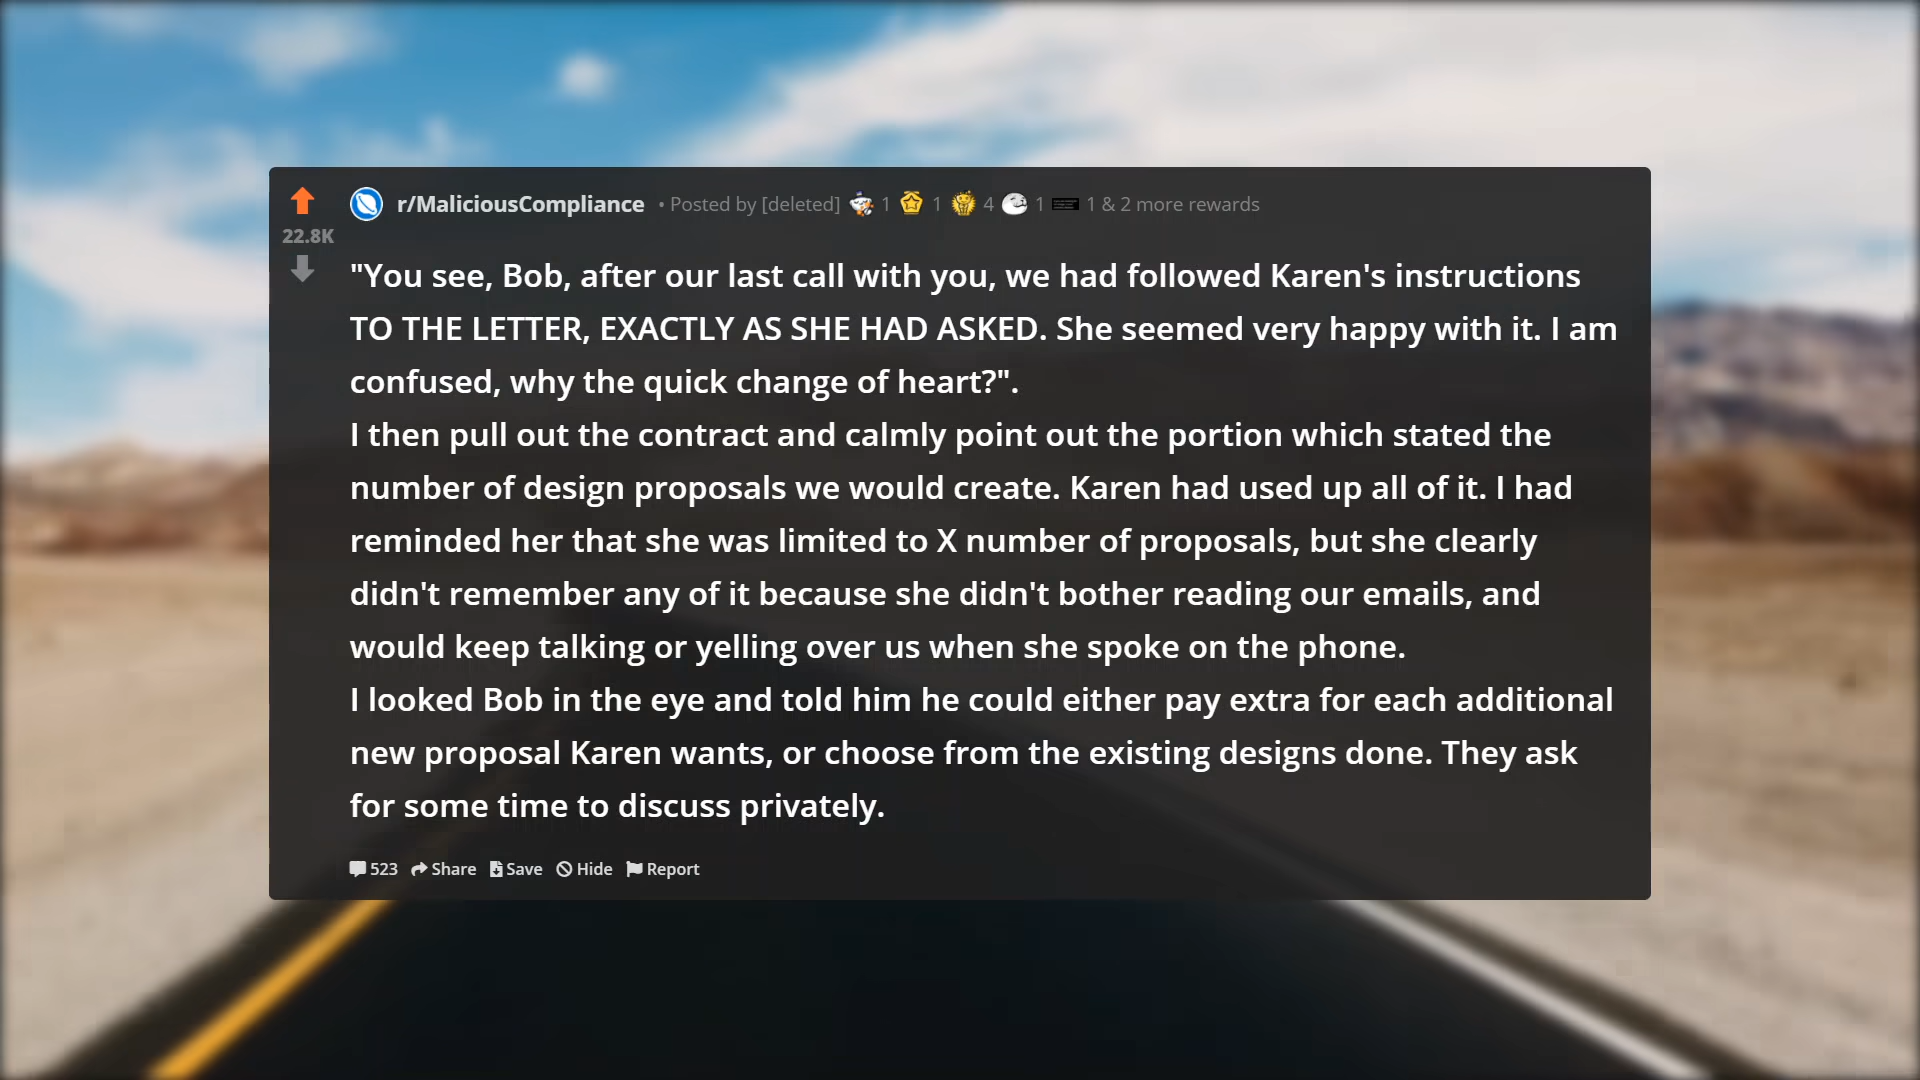 r/MaliciousCompliance • Posted by [deleted] 1 1 4 1 1 & 2 more rewards
22.8K
"You see, Bob, after our last call with you, we had followed Karen's instructions
TO THE LETTER, EXACTLY AS SHE HAD ASKED. She seemed very happy with it. I am
confused, why the quick change of heart?".
I then pull out the contract and calmly point out the portion which stated the
number of design proposals we would create. Karen had used up all of it. I had
reminded her that she was limited to X number of proposals, but she clearly
didn't remember any of it because she didn't bother reading our emails, and
would keep talking or yelling over us when she spoke on the phone.
I looked Bob in the eye and told him he could either pay extra for each additional
new proposal Karen wants, or choose from the existing designs done. They ask
for some time to discuss privately.
523 Share Save Hide Report